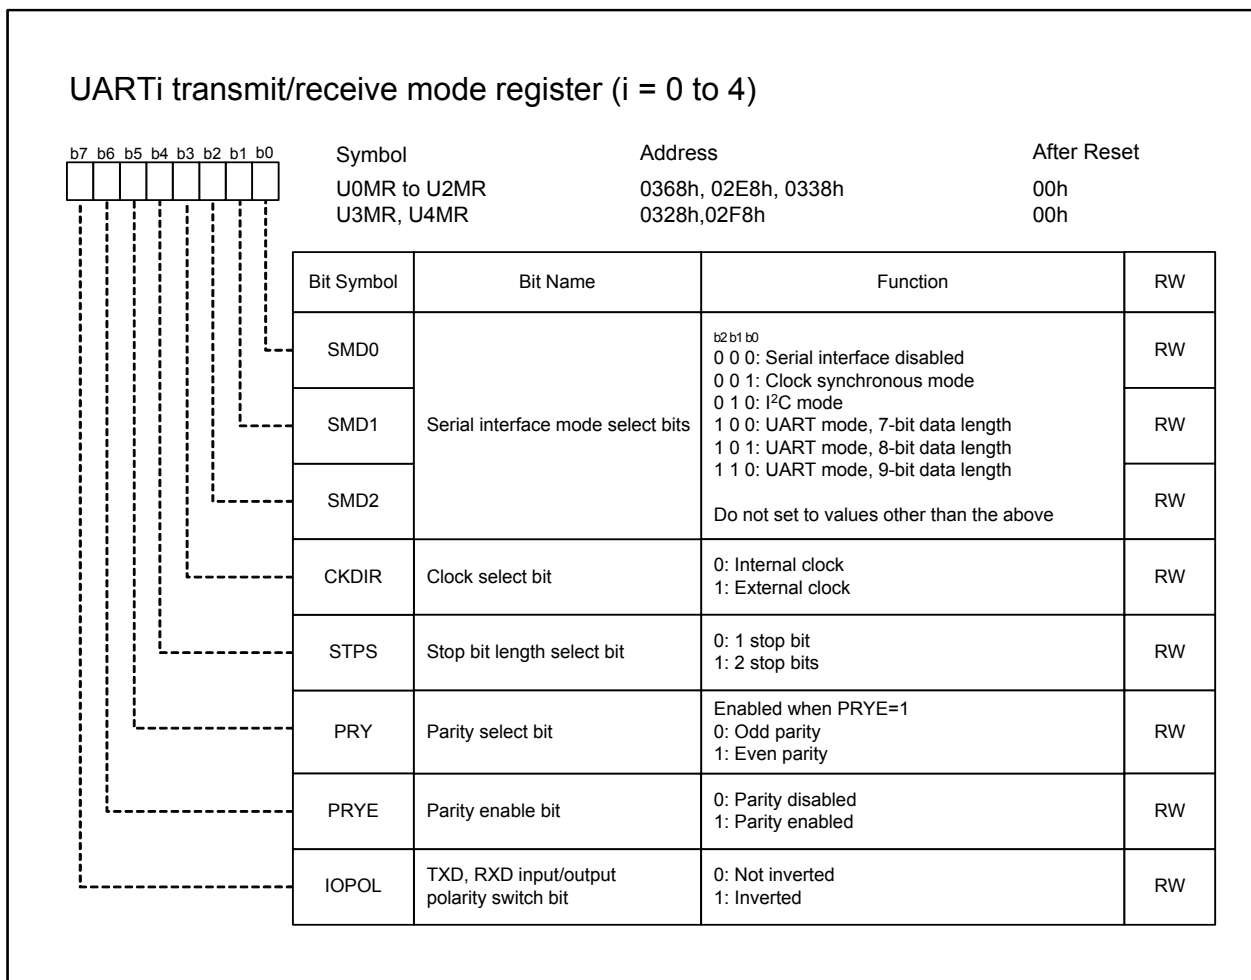 UARTi transmit/receive mode register (i = 0 to 4)
b7 b6 b5 b4 b3 b2 b1 b0
Symbol Address After Reset
U0MR to U2MR 0368h, 02E8h, 0338h 00h
U3MR, U4MR 0328h,02F8h 00h
Bit Symbol Bit Name Function RW
SMD0 RW
SMD1 Serial interface mode select bits RW
SMD2 RW
b2 b1 b0
0 0 0: Serial interface disabled
0 0 1: Clock synchronous mode
0 1 0: I²C mode
1 0 0: UART mode, 7-bit data length
1 0 1: UART mode, 8-bit data length
1 1 0: UART mode, 9-bit data length
Do not set to values other than the above
CKDIR Clock select bit
0: Internal clock
1: External clock
RW
STPS Stop bit length select bit
0: 1 stop bit
1: 2 stop bits
RW
PRY Parity select bit
Enabled when PRYE=1
0: Odd parity
1: Even parity
RW
PRYE Parity enable bit
0: Parity disabled
1: Parity enabled
RW
IOPOL
TXD, RXD input/output
polarity switch bit
0: Not inverted
1: Inverted
RW